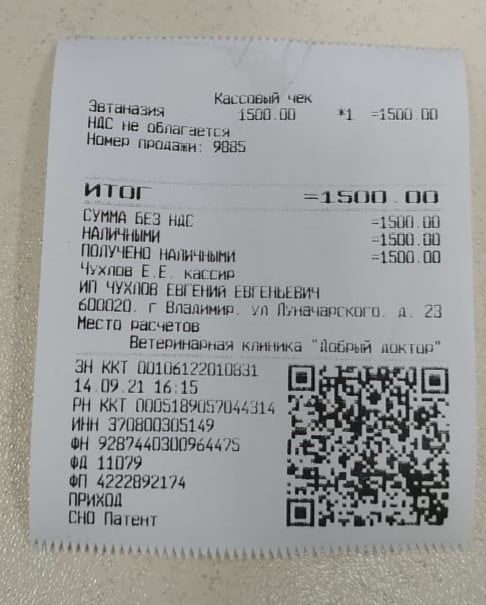 Кассовый чек
Эвтаназия 1500.00 *1 =1500.00
НДС не облагается
Номер продажи: 9885
ИТОГ =1500.00
СУММА БЕЗ НДС =1500.00
НАЛИЧНЫМИ =1500.00
ПОЛУЧЕНО НАЛИЧНЫМИ =1500.00
Чухлов Е.Е. кассир
ИП ЧУХЛОВ ЕВГЕНИЙ ЕВГЕНЬЕВИЧ
600020. г Владимир. ул Луначарского. д. 23
Место расчетов
Ветеринарная клиника "Добрый доктор"
ЗН ККТ 00106122010831
14.09.21 16:15
РН ККТ 0005189057044314
ИНН 370800305149
ФН 9287440300964475
ФД 11079
ФП 4222892174
ПРИХОД
СНО Патент